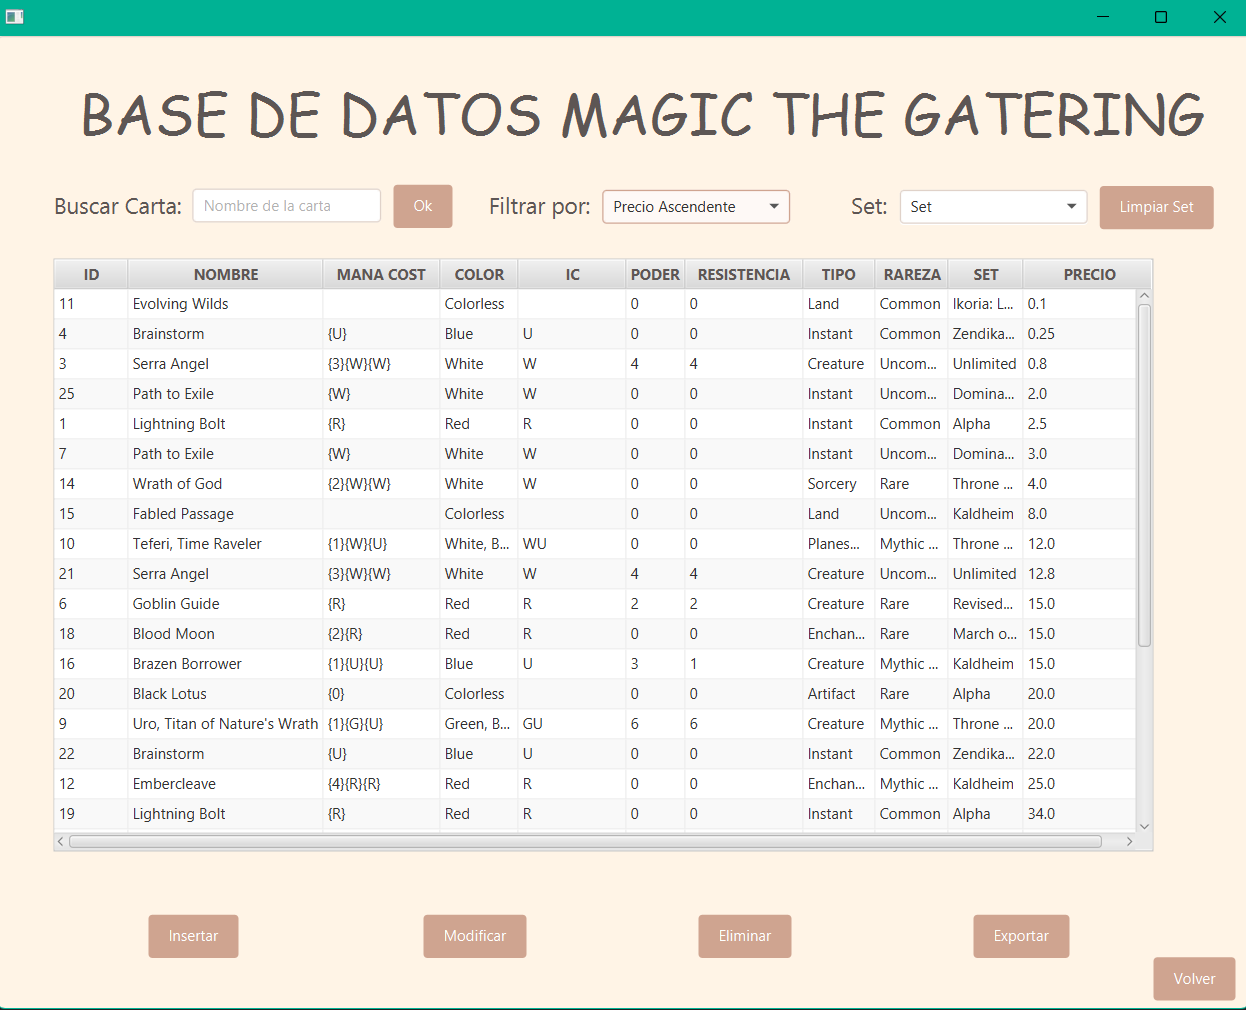 BASE DE DATOS MAGIC THE GATERING
Buscar Carta: Nombre de la carta Ok Filtrar por: Precio Ascendente Set: Set Limpiar Set
ID NOMBRE MANA COST COLOR IC PODER RESISTENCIA TIPO RAREZA SET PRECIO
11 Evolving Wilds Colorless 0 0 Land Common Ikoria: L... 0.1
4 Brainstorm {U} Blue U 0 0 Instant Common Zendika... 0.25
3 Serra Angel {3}{W}{W} White W 4 4 Creature Uncom... Unlimited 0.8
25 Path to Exile {W} White W 0 0 Instant Uncom... Domina... 2.0
1 Lightning Bolt {R} Red R 0 0 Instant Common Alpha 2.5
7 Path to Exile {W} White W 0 0 Instant Uncom... Domina... 3.0
14 Wrath of God {2}{W}{W} White W 0 0 Sorcery Rare Throne ... 4.0
15 Fabled Passage Colorless 0 0 Land Uncom... Kaldheim 8.0
10 Teferi, Time Raveler {1}{W}{U} White, B... WU 0 0 Planes... Mythic ... Throne ... 12.0
21 Serra Angel {3}{W}{W} White W 4 4 Creature Uncom... Unlimited 12.8
6 Goblin Guide {R} Red R 2 2 Creature Rare Revised... 15.0
18 Blood Moon {2}{R} Red R 0 0 Enchan... Rare March o... 15.0
16 Brazen Borrower {1}{U}{U} Blue U 3 1 Creature Mythic ... Kaldheim 15.0
20 Black Lotus {0} Colorless 0 0 Artifact Rare Alpha 20.0
9 Uro, Titan of Nature's Wrath {1}{G}{U} Green, B... GU 6 6 Creature Mythic ... Throne ... 20.0
22 Brainstorm {U} Blue U 0 0 Instant Common Zendika... 22.0
12 Embercleave {4}{R}{R} Red R 0 0 Enchan... Mythic ... Kaldheim 25.0
19 Lightning Bolt {R} Red R 0 0 Instant Common Alpha 34.0
Insertar Modificar Eliminar Exportar
Volver